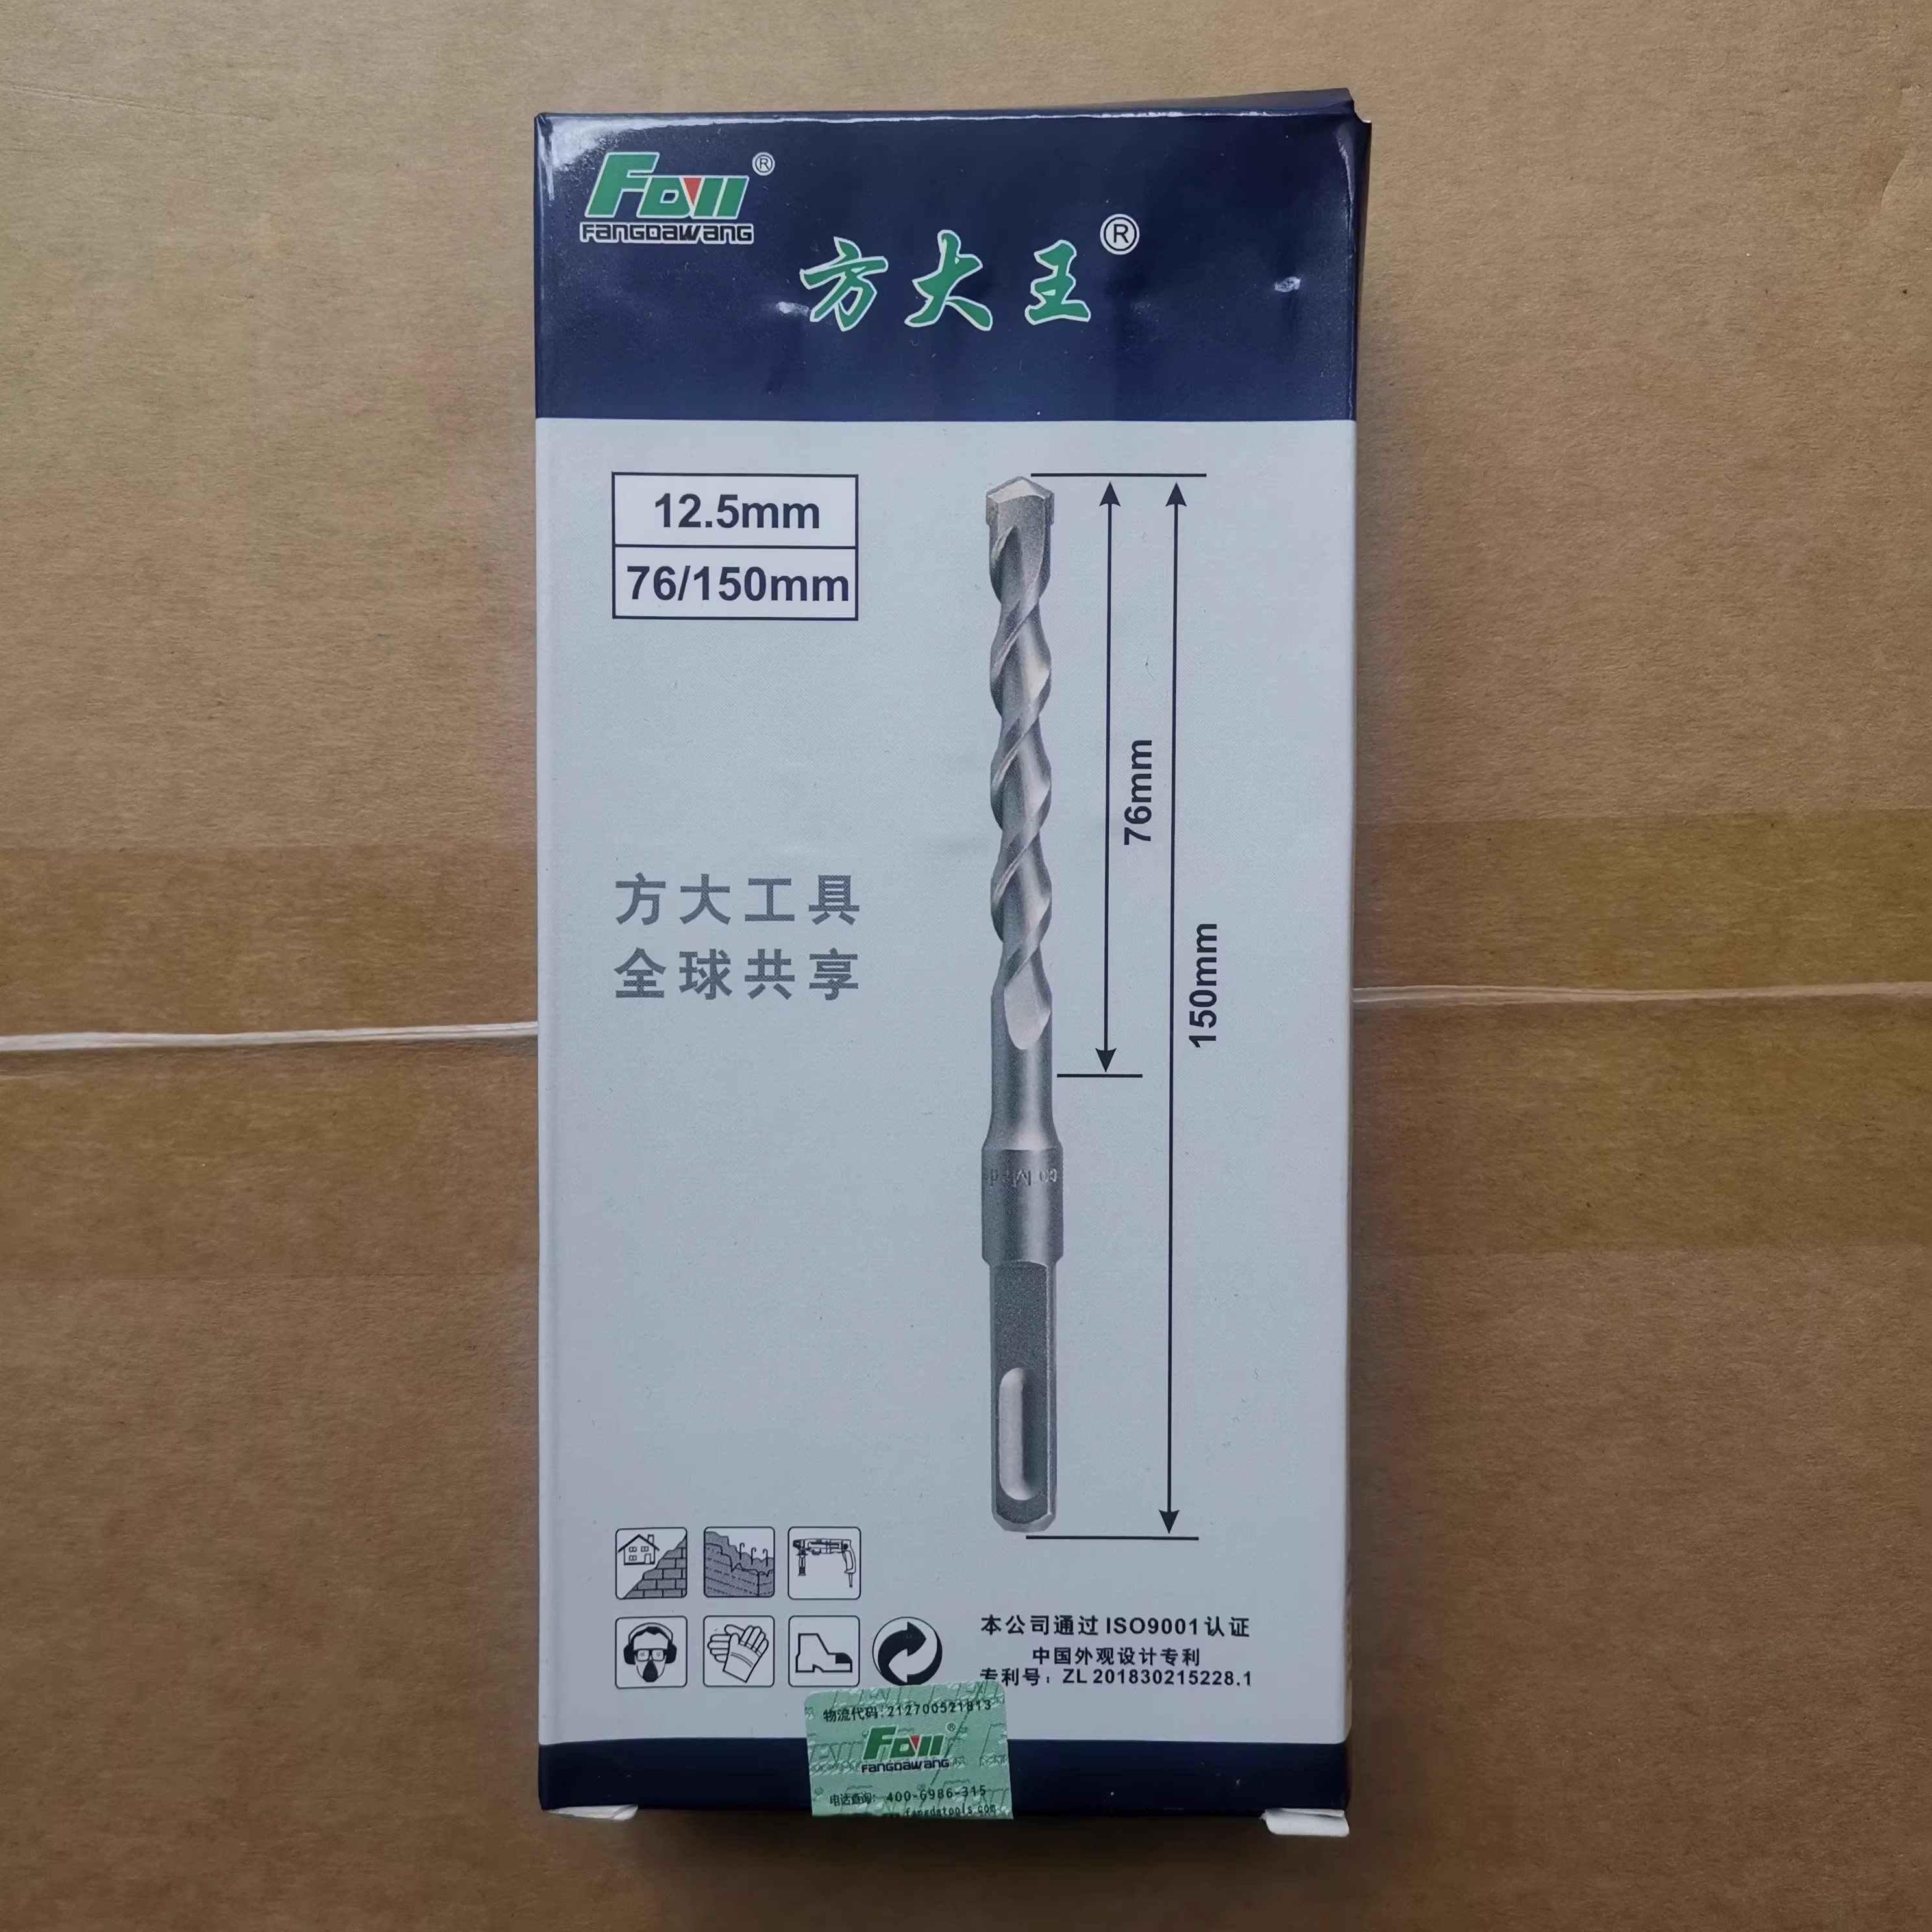 FDW®
FANGDAWANG
方大王®
12.5mm
76/150mm
76mm
150mm
方大工具
全球共享
本公司通过ISO9001认证
中国外观设计专利
专利号：ZL201830215228.1
物流代码:212700521813
FDW®
FANGDAWANG
电话查询: 400-6986-315
fangdatools.com